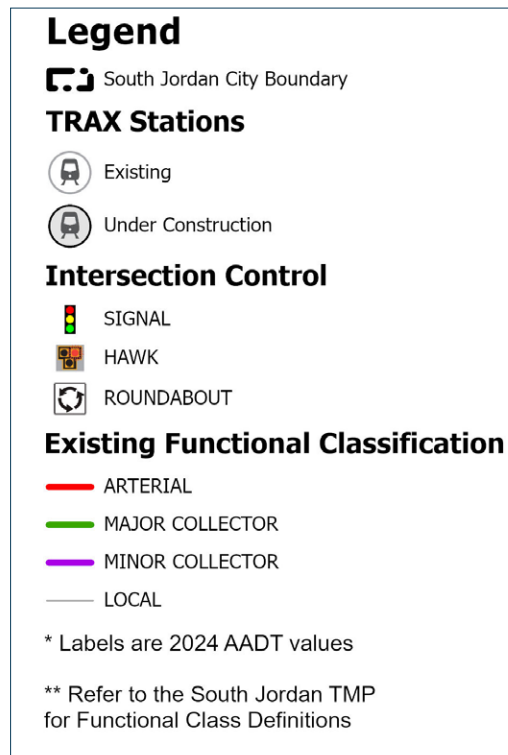 Legend
South Jordan City Boundary
TRAX Stations
Existing
Under Construction
Intersection Control
SIGNAL
HAWK
ROUNDABOUT
Existing Functional Classification
ARTERIAL
MAJOR COLLECTOR
MINOR COLLECTOR
LOCAL
* Labels are 2024 AADT values
** Refer to the South Jordan TMP
for Functional Class Definitions